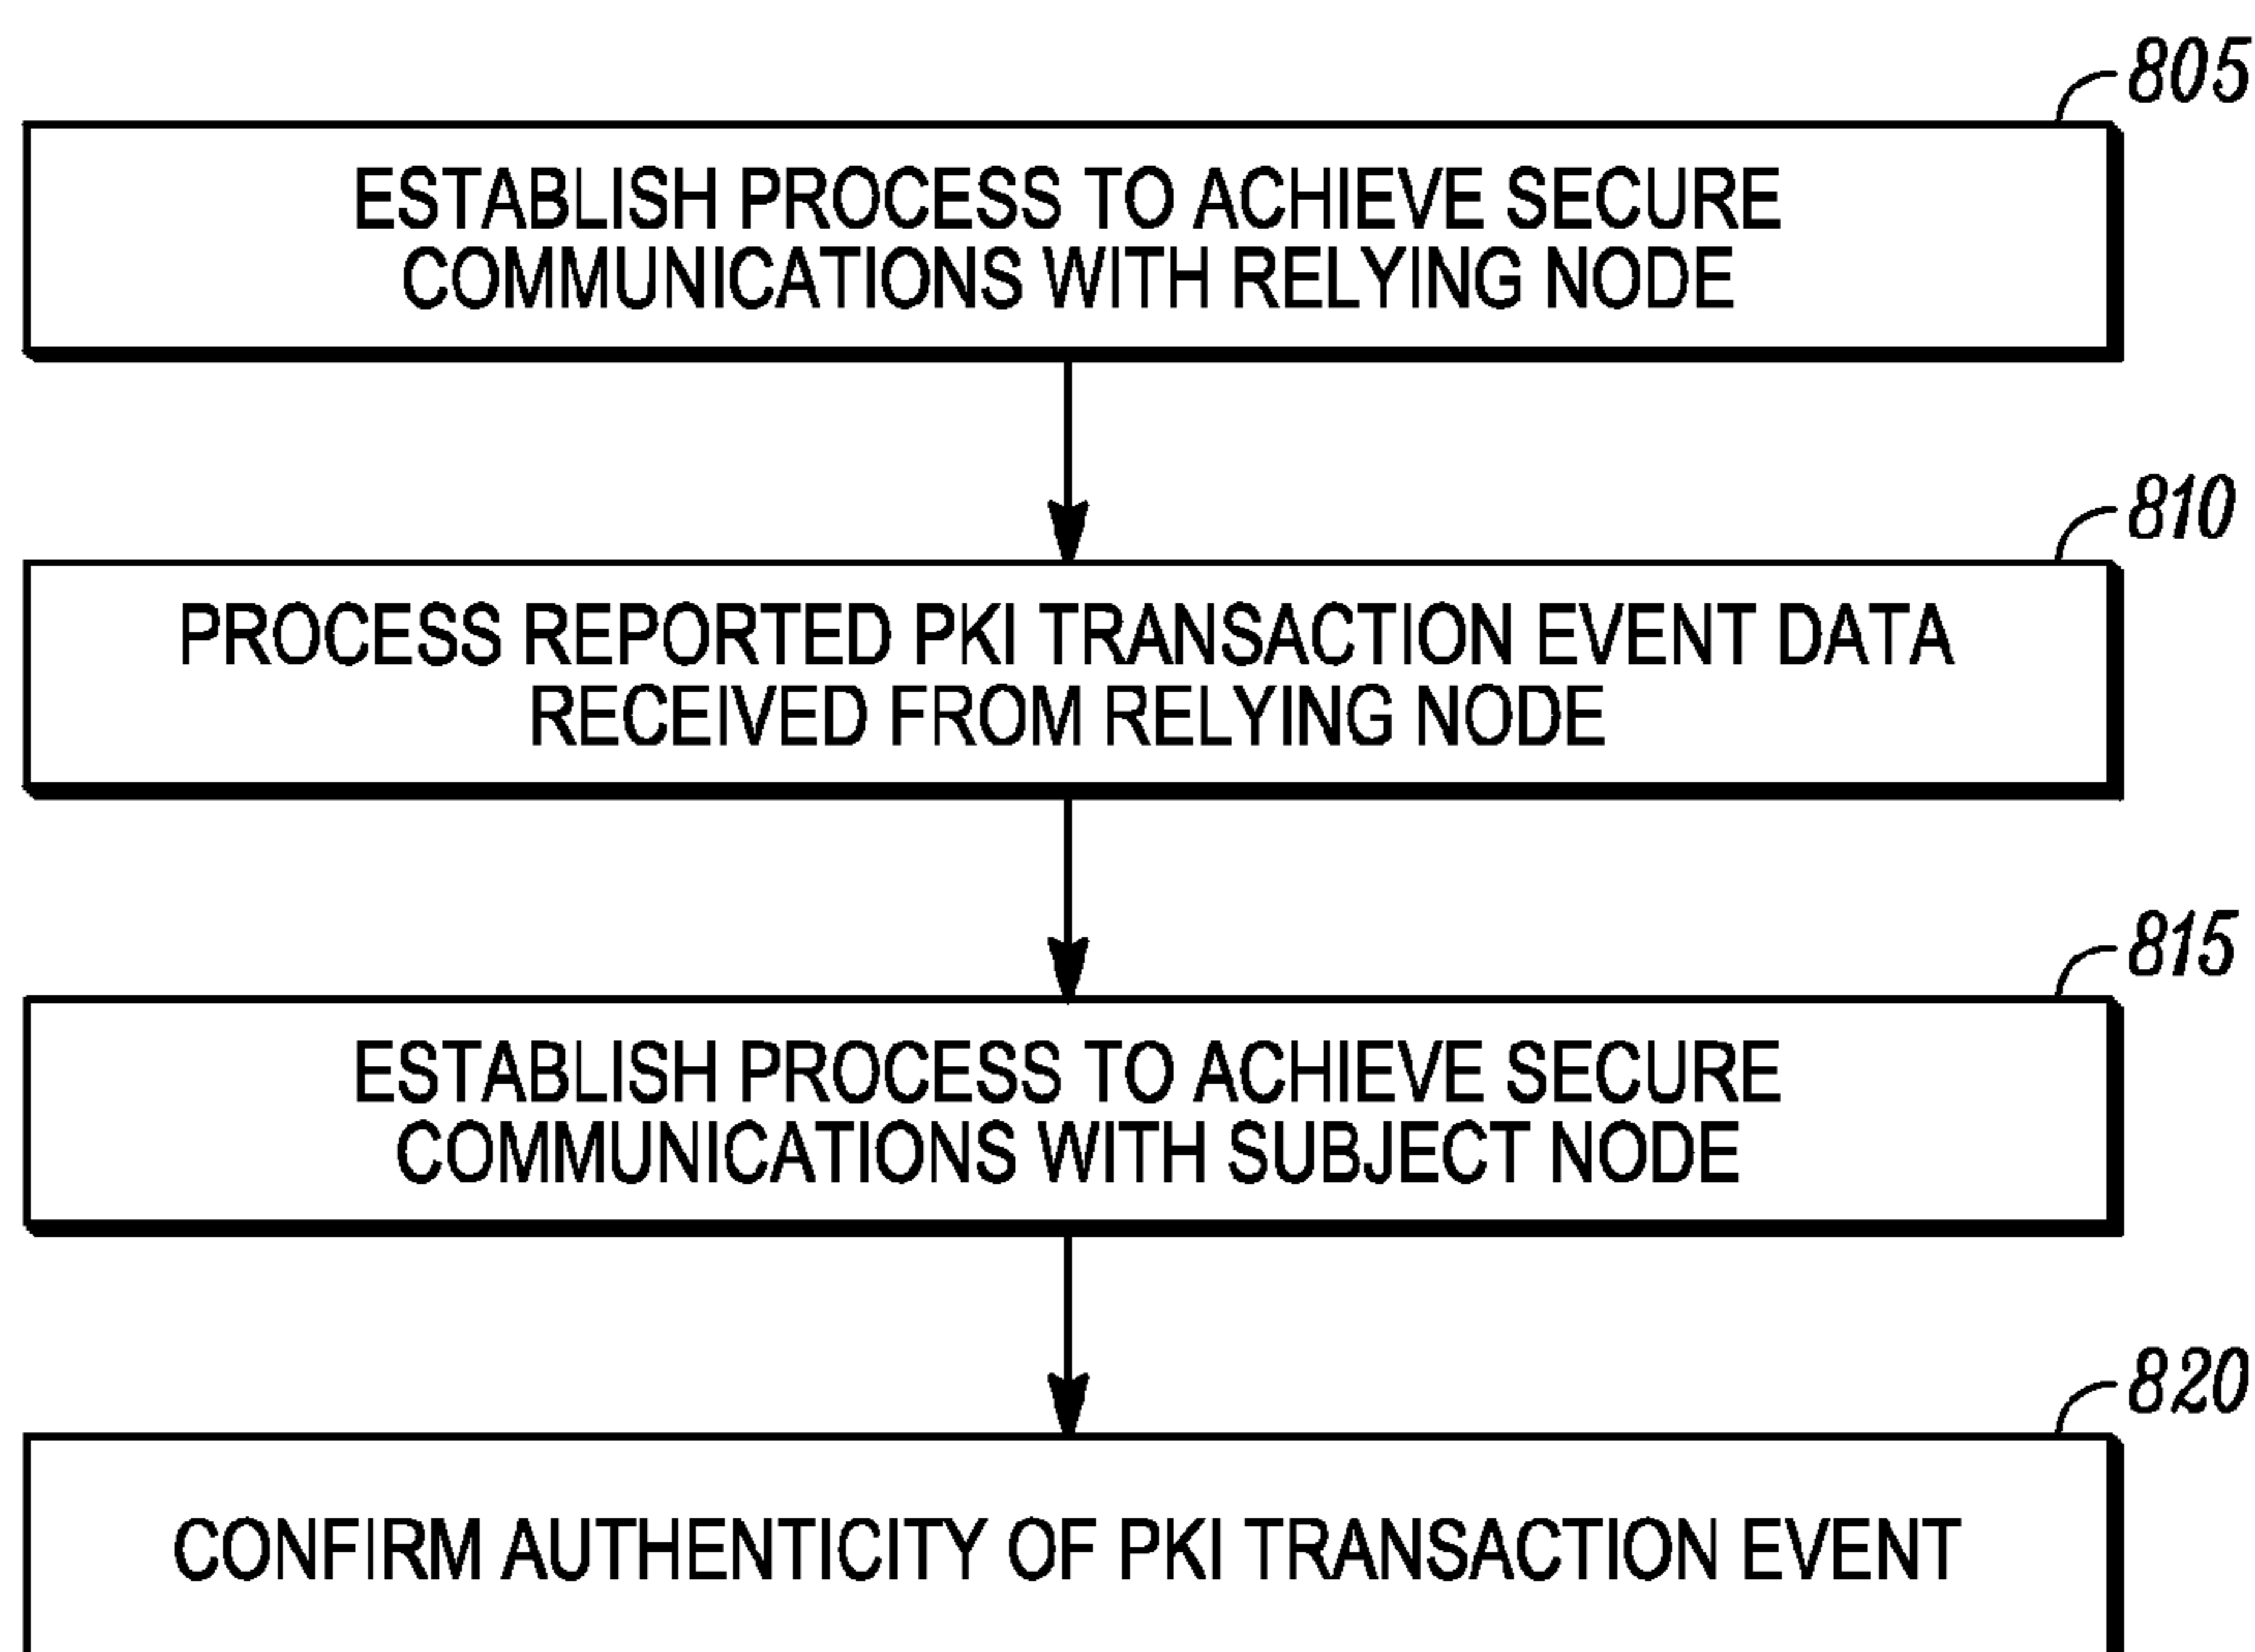 805
ESTABLISH PROCESS TO ACHIEVE SECURE
COMMUNICATIONS WITH RELYING NODE
810
PROCESS REPORTED PKI TRANSACTION EVENT DATA
RECEIVED FROM RELYING NODE
815
ESTABLISH PROCESS TO ACHIEVE SECURE
COMMUNICATIONS WITH SUBJECT NODE
820
CONFIRM AUTHENTICITY OF PKI TRANSACTION EVENT